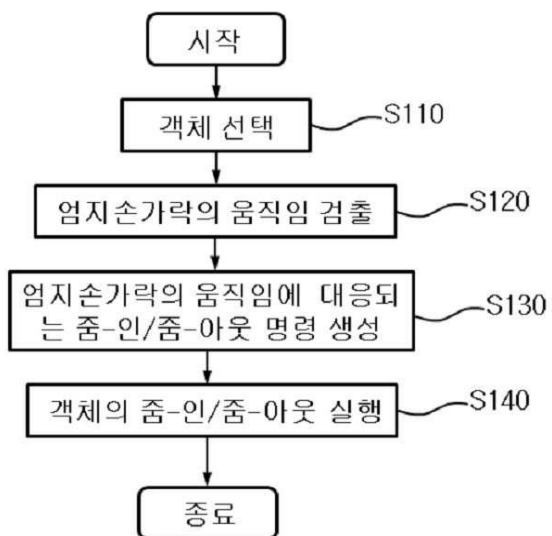 시작
객체 선택
S110
엄지손가락의 움직임 검출
S120
엄지손가락의 움직임에 대응되
는 줌-인/줌-아웃 명령 생성
S130
객체의 줌-인/줌-아웃 실행
S140
종료